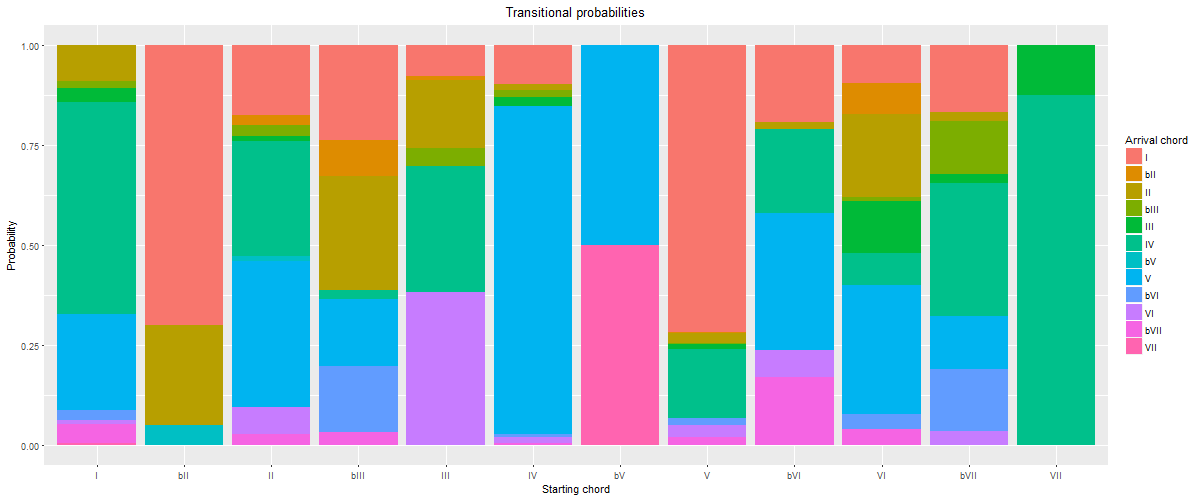 Transitional probabilities
Probability
1.00
0.75
0.50
0.25
0.00
I bII II bIII III IV bV V bVI VI bVII VII
Starting chord
Arrival chord
I
bII
II
bIII
III
IV
bV
V
bVI
VI
bVII
VII